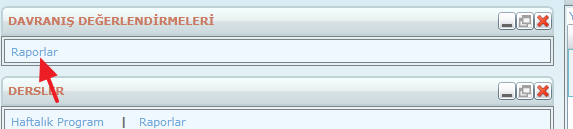 DAVRANIŞ DEĞERLENDİRMELERİ
Raporlar
DERSLER
Haftalık Program | Raporlar